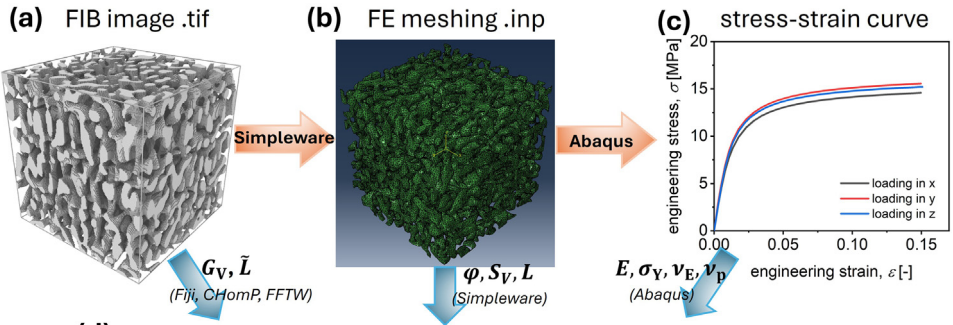 (a) FIB image .tif
(b) FE meshing .inp
(c) stress-strain curve
Simpleware
Abaqus
engineering stress, σ [MPa]
20
15
10
5
0
loading in x
loading in y
loading in z
0.00 0.05 0.10 0.15
engineering strain, ε [-]
G_V, L̃
(Fiji, CHomP, FFTW)
φ, S_V, L
(Simpleware)
E, σ_Y, ν_E, ν_p
(Abaqus)